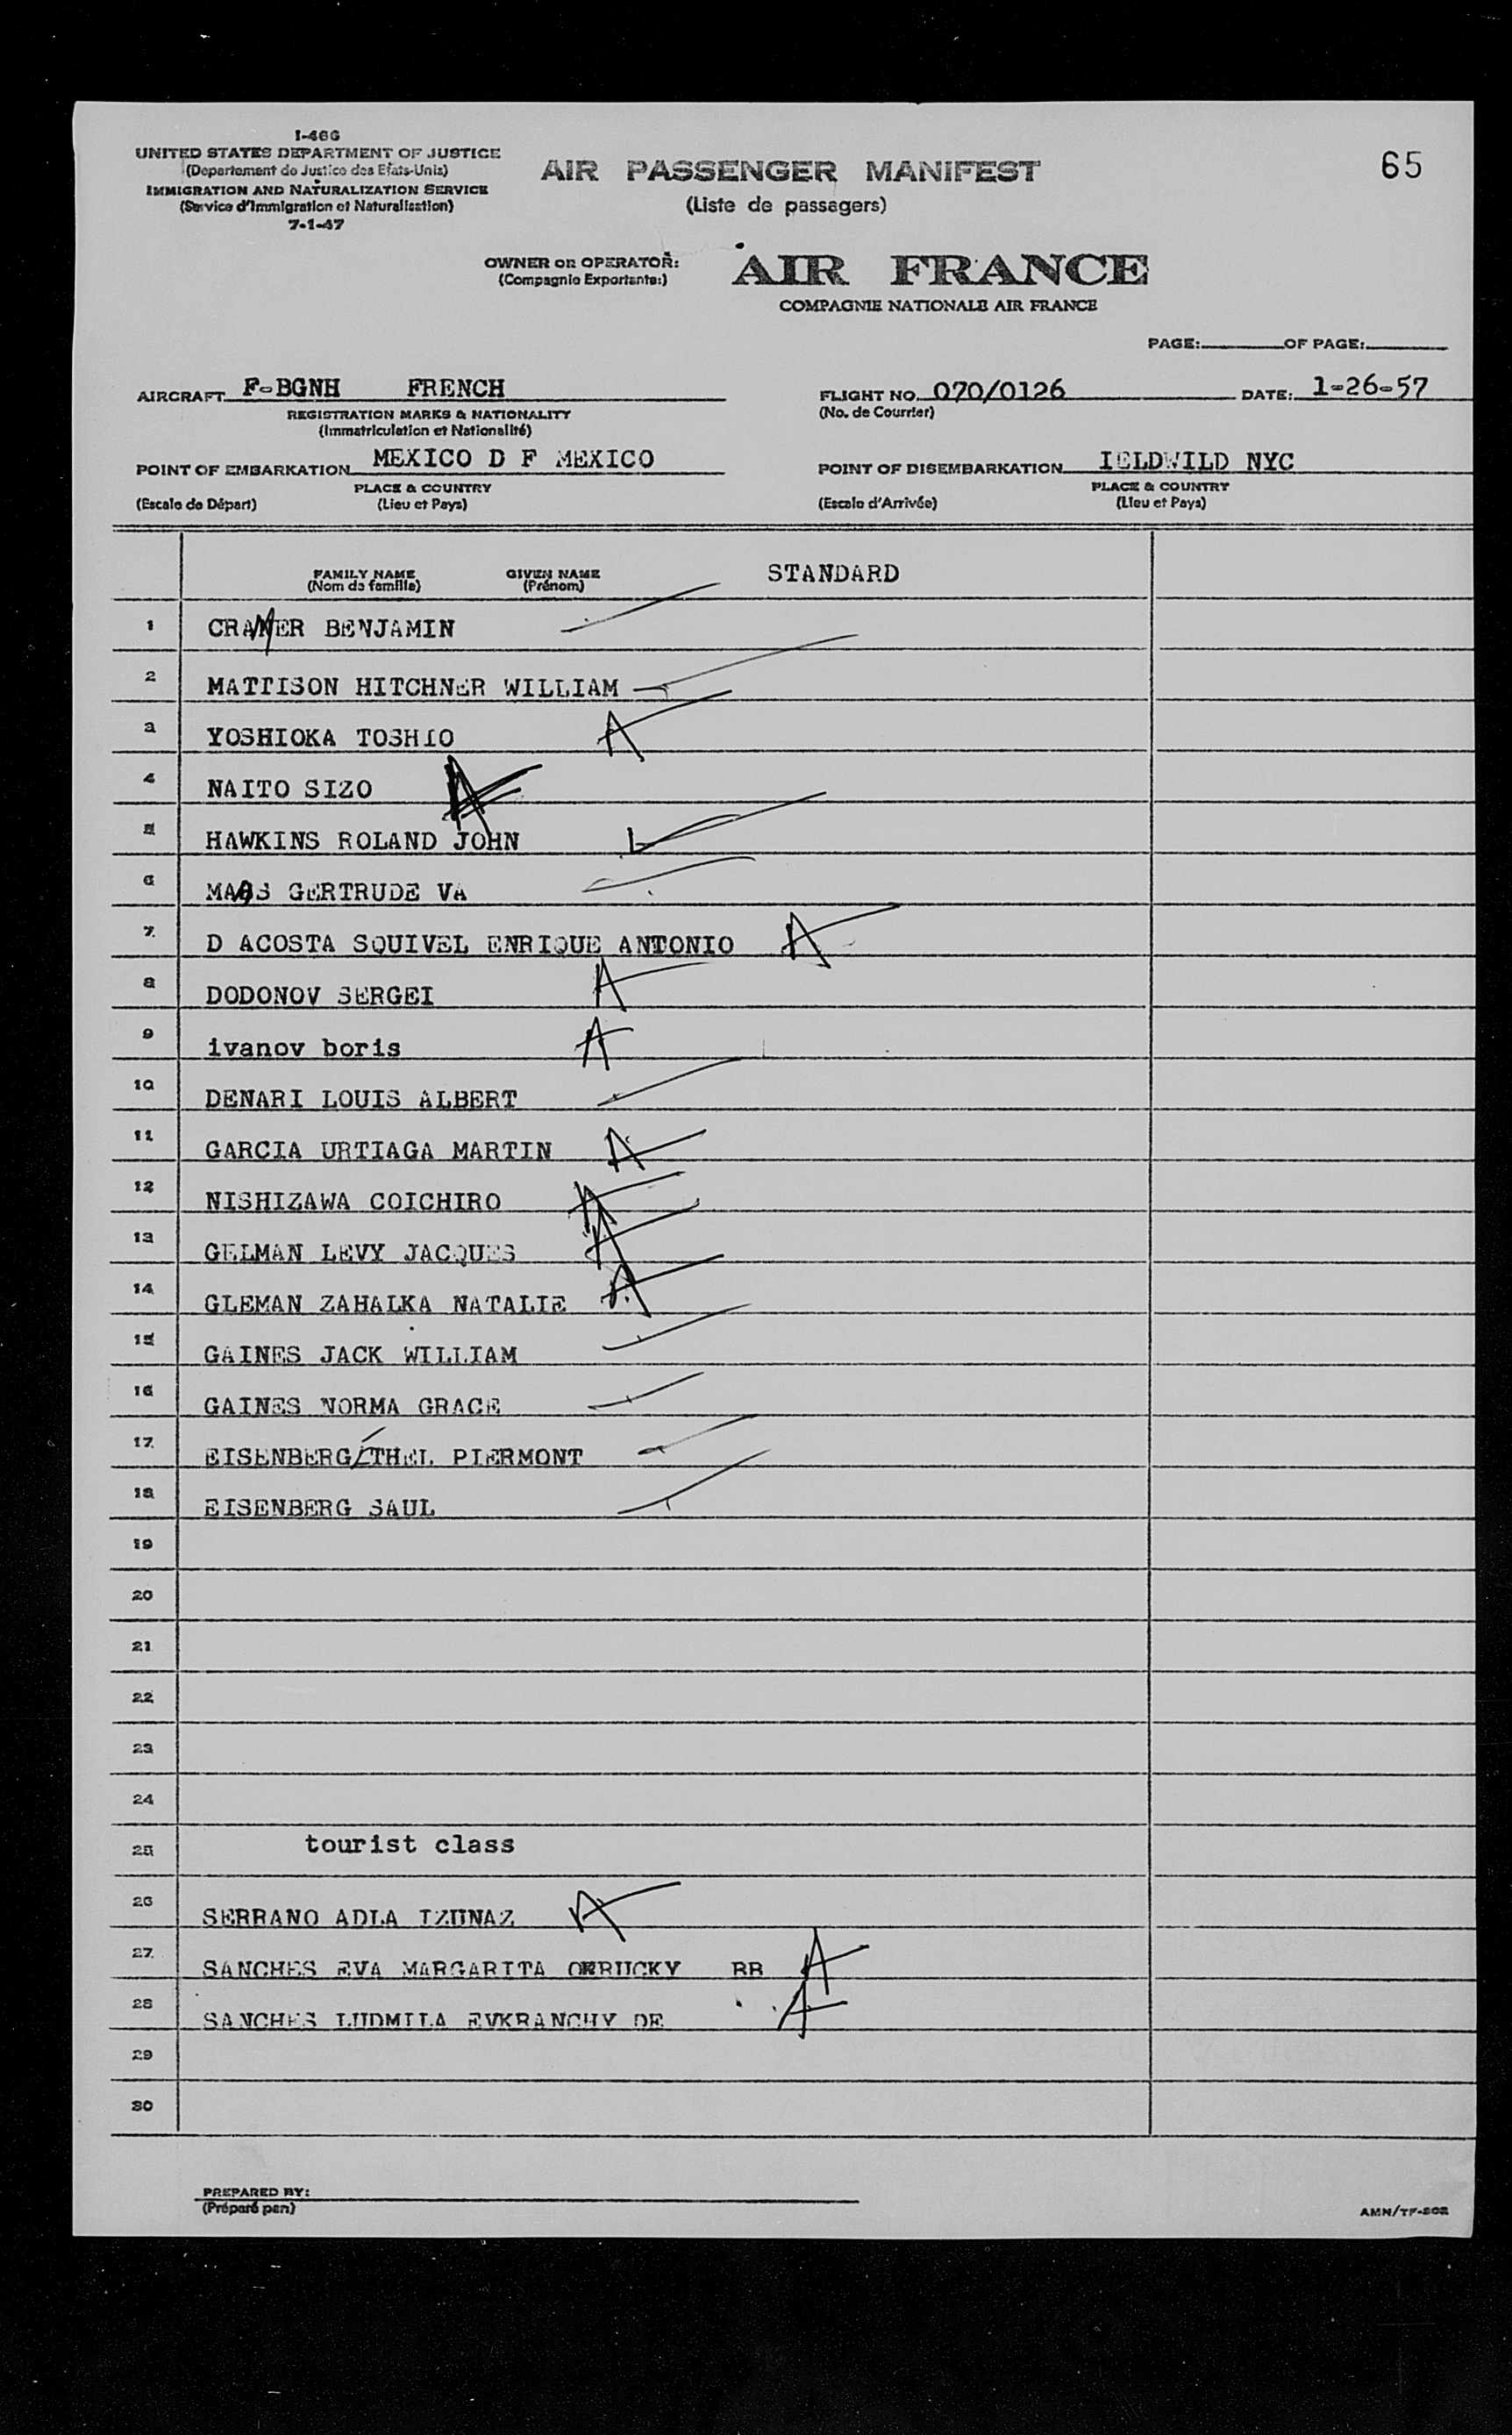 I-466
UNITED STATES DEPARTMENT OF JUSTICE
(Departement de Justice des Etats-Unis)
IMMIGRATION AND NATURALIZATION SERVICE
(Service d'Immigration et Naturalisation)
7-1-47
AIR PASSENGER MANIFEST
(Liste de passagers)
65
OWNER OR OPERATOR:
(Compagnie Exportante:)
AIR FRANCE
COMPAGNIE NATIONALE AIR FRANCE
PAGE: OF PAGE:
AIRCRAFT F-BGNH FRENCH
REGISTRATION MARKS & NATIONALITY
(Immatriculation et Nationalité)
FLIGHT NO. 070/0126 DATE: 1-26-57
(No. de Courrier)
POINT OF EMBARKATION MEXICO D F MEXICO
PLACE & COUNTRY
(Escale de Départ) (Lieu et Pays)
POINT OF DISEMBARKATION IELDWILD NYC
PLACE & COUNTRY
(Escale d'Arrivée) (Lieu et Pays)
FAMILY NAME GIVEN NAME STANDARD
(Nom de famille) (Prénom)
1 CRAMER BENJAMIN
2 MATTISON HITCHNER WILLIAM
3 YOSHIOKA TOSHIO A
4 NAITO SIZO A
5 HAWKINS ROLAND JOHN
6 MAAS GERTRUDE VA
7 D ACOSTA SQUIVEL ENRIQUE ANTONIO A
8 DODONOV SERGEI A
9 ivanov boris A
10 DENARI LOUIS ALBERT
11 GARCIA URTIAGA MARTIN A
12 NISHIZAWA COICHIRO A
13 GELMAN LEVY JACQUES A
14 GLEMAN ZAHALKA NATALIE A
15 GAINES JACK WILLIAM
16 GAINES NORMA GRACE
17 EISENBERG/ETHEL PIERMONT
18 EISENBERG SAUL
19
20
21
22
23
24
25 tourist class
26 SERRANO ADLA IZUNAZ A
27 SANCHES EVA MARGARITA OKRUCKY BB A
28 SANCHES LUDMILA EVKRANCHY DE A
29
30
PREPARED BY:
(Préparé par)
AMN/TF-502